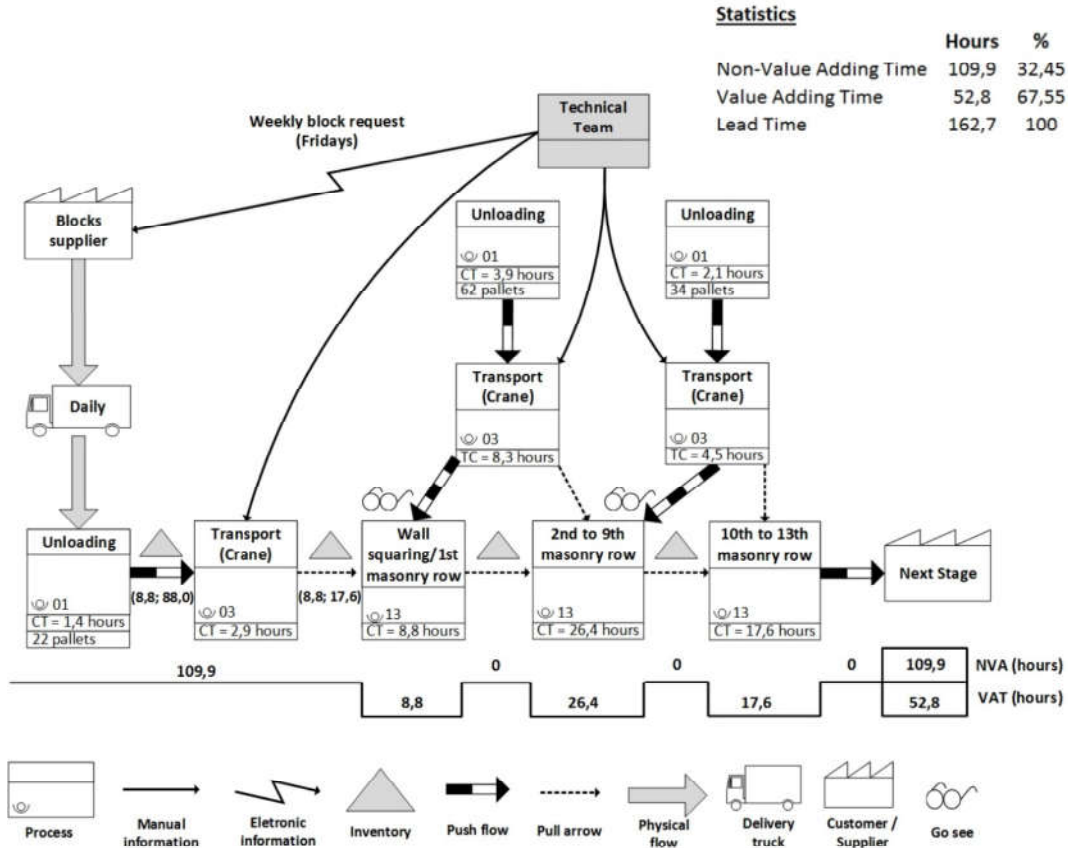 Statistics
Hours %
Non-Value Adding Time 109,9 32,45
Value Adding Time 52,8 67,55
Lead Time 162,7 100
Technical
Team
Weekly block request
(Fridays)
Blocks
supplier
Unloading
01
CT = 3,9 hours
62 pallets
Unloading
01
CT = 2,1 hours
34 pallets
Daily
Transport
(Crane)
03
TC = 8,3 hours
Transport
(Crane)
03
TC = 4,5 hours
Unloading
01
CT = 1,4 hours
22 pallets
(8,8; 88,0)
Transport
(Crane)
03
CT = 2,9 hours
(8,8; 17,6)
Wall
squaring/1st
masonry row
13
CT = 8,8 hours
2nd to 9th
masonry row
13
CT = 26,4 hours
10th to 13th
masonry row
13
CT = 17,6 hours
Next Stage
109,9 0 0 0 109,9 NVA (hours)
8,8 26,4 17,6 52,8 VAT (hours)
Process
Manual
information
Eletronic
information
Inventory
Push flow
Pull arrow
Physical
flow
Delivery
truck
Customer /
Supplier
Go see